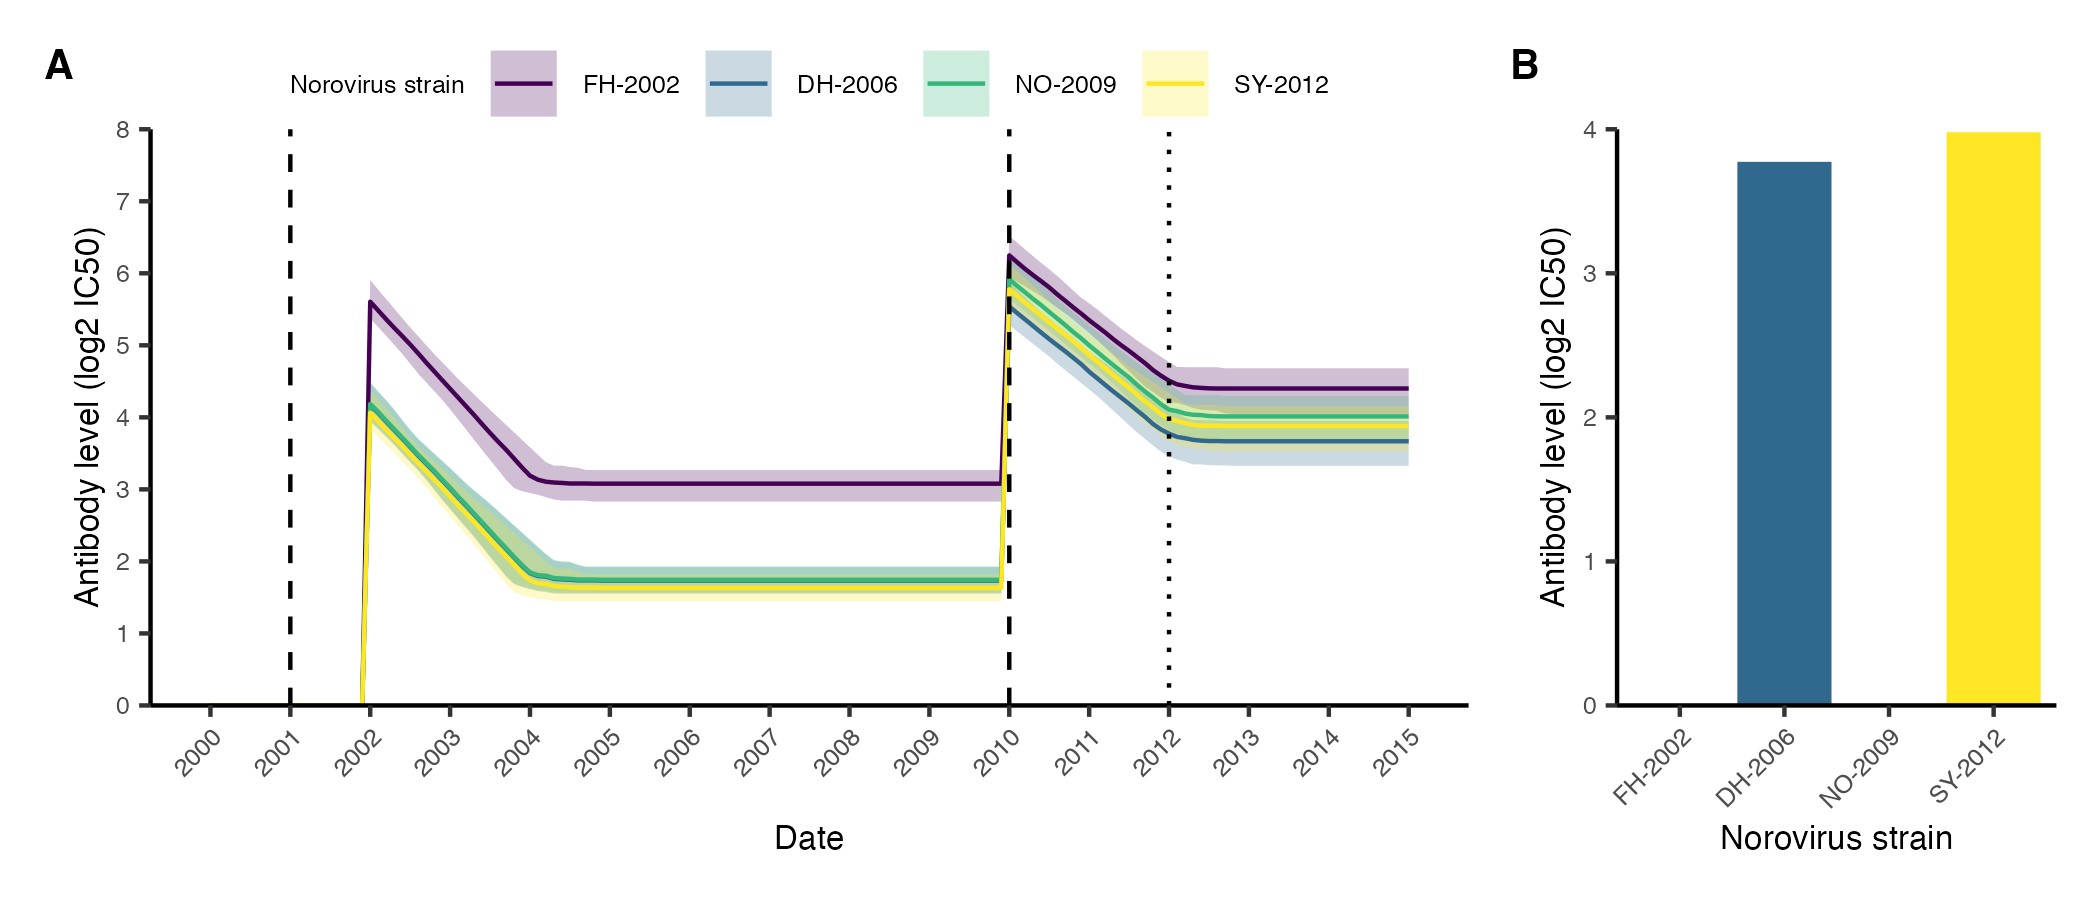 A
Norovirus strain FH-2002 DH-2006 NO-2009 SY-2012
Antibody level (log2 IC50)
8
7
6
5
4
3
2
1
0
2000 2001 2002 2003 2004 2005 2006 2007 2008 2009 2010 2011 2012 2013 2014 2015
Date
B
Antibody level (log2 IC50)
4
3
2
1
0
FH-2002 DH-2006 NO-2009 SY-2012
Norovirus strain